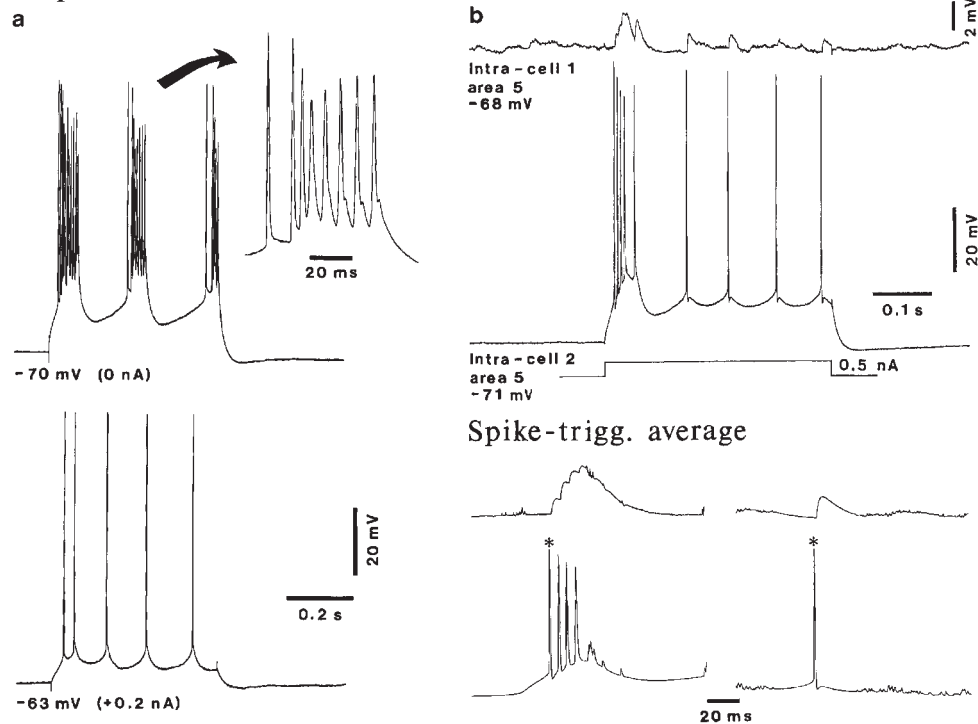 a
20 ms
-70 mV (0 nA)
20 mV
0.2 s
-63 mV (+0.2 nA)
b
2 mV
Intra-cell 1
area 5
-68 mV
20 mV
0.1 s
Intra-cell 2
area 5
-71 mV
0.5 nA
Spike-trigg. average
*
*
20 ms